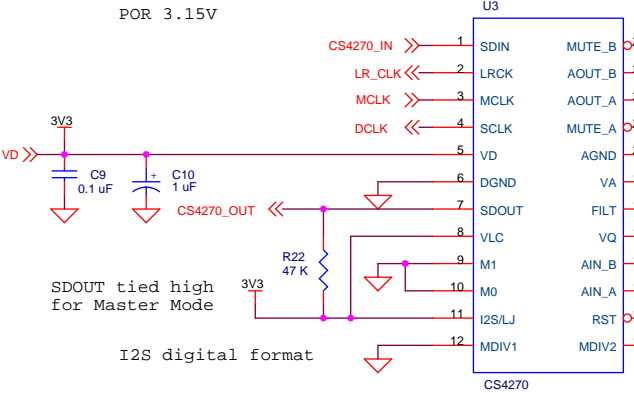 POR 3.15V
U3
CS4270_IN 1 SDIN MUTE_B
LR_CLK 2 LRCK AOUT_B
MCLK 3 MCLK AOUT_A
DCLK 4 SCLK MUTE_A
3V3
VD 5 VD AGND
C9
0.1 uF
+ C10
1 uF
6 DGND VA
CS4270_OUT 7 SDOUT FILT
8 VLC VQ
R22
47 K
9 M1 AIN_B
SDOUT tied high
for Master Mode
3V3
10 M0 AIN_A
11 I2S/LJ RST
I2S digital format
12 MDIV1 MDIV2
CS4270